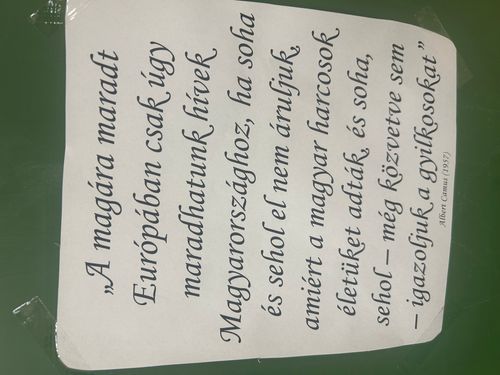 „A magára maradt
Európában csak úgy
maradhatunk hívek
Magyarországhoz, ha soha
és sehol el nem áruljuk,
amiért a magyar harcosok
életüket adták, és soha,
sehol – még közvetve sem
– igazoljuk a gyilkosokat”
Albert Camus (1957)